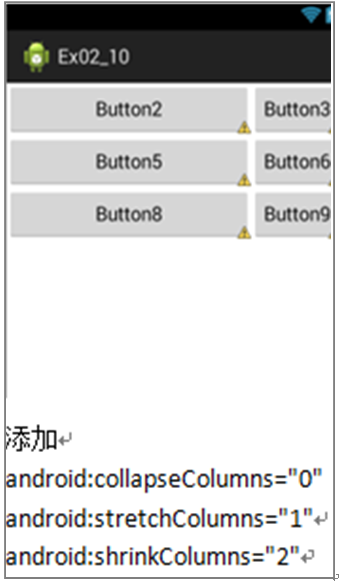 Ex02_10
Button2 Button3
Button5 Button6
Button8 Button9
添加
android:collapseColumns="0"
android:stretchColumns="1"
android:shrinkColumns="2"